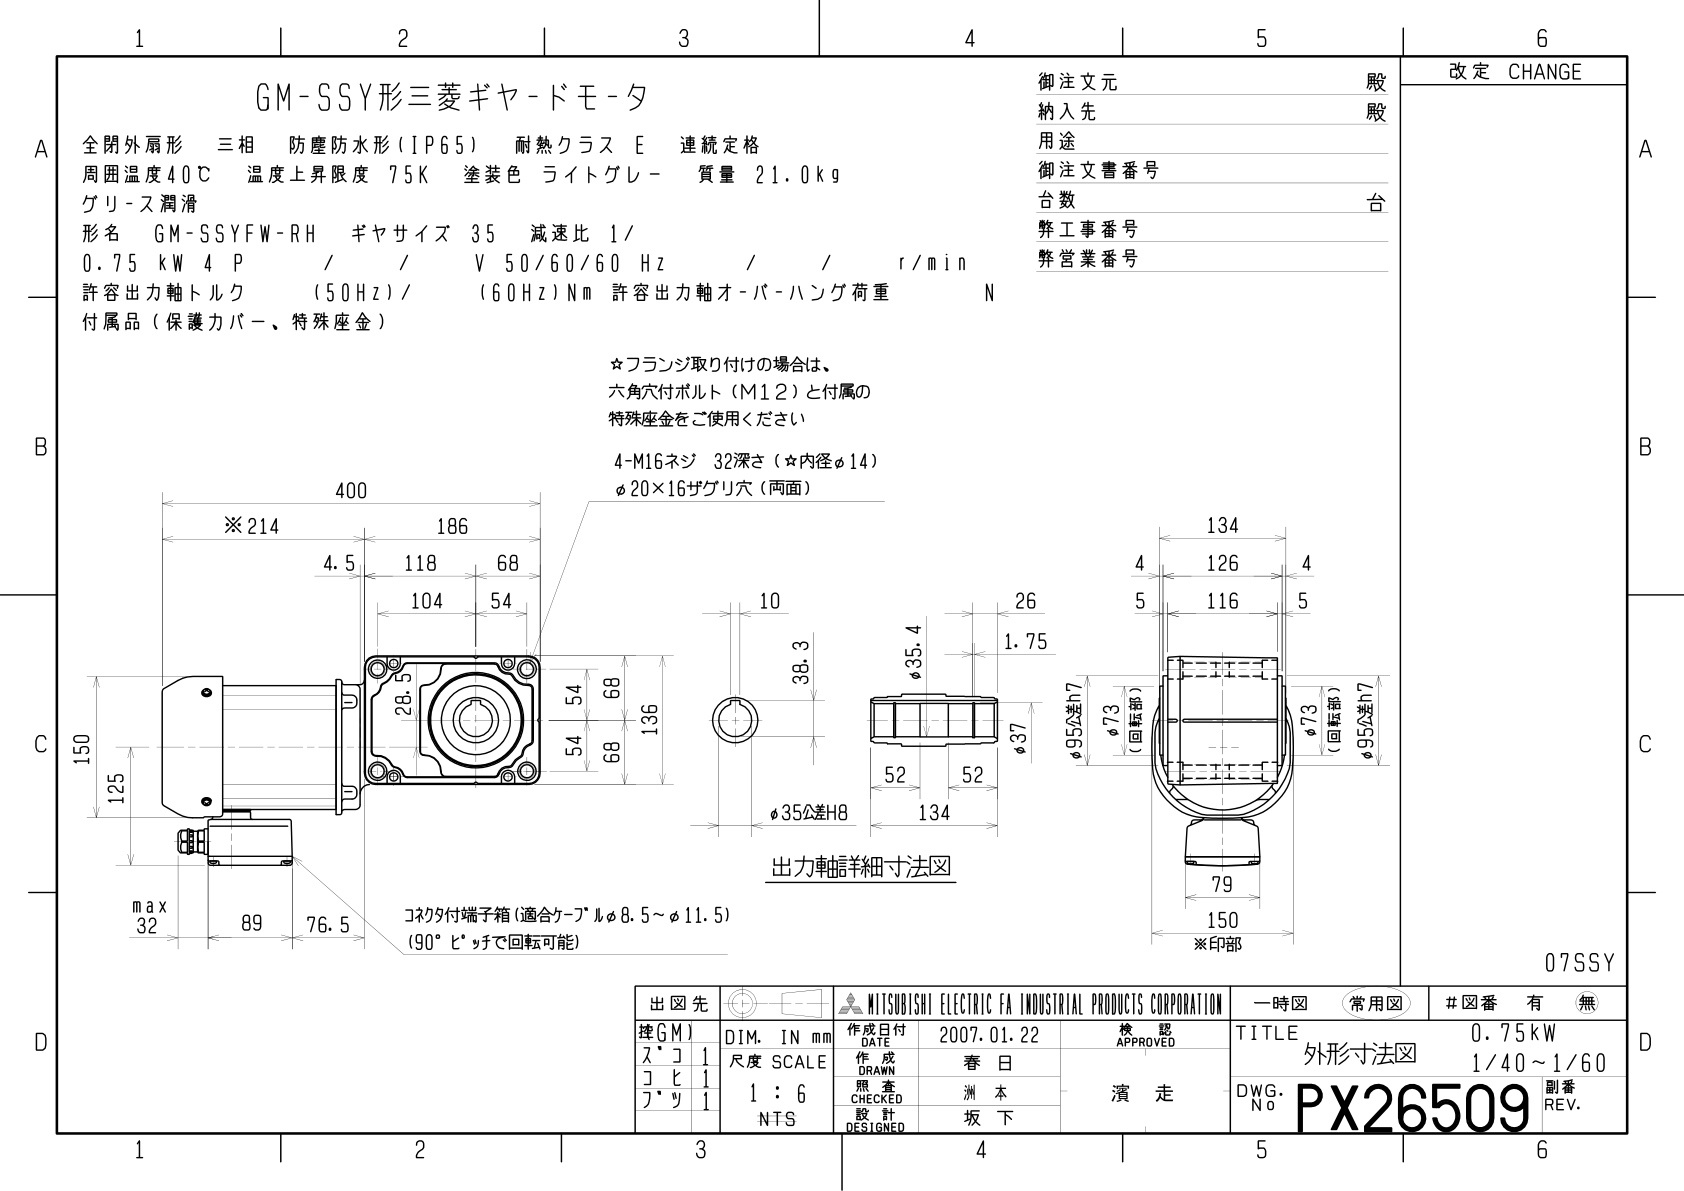 1 2 3 4 5 6
改定 CHANGE
GM-SSY形三菱ギヤ-ドモ-タ
全閉外扇形 三相 防塵防水形(IP65) 耐熱クラス E 連続定格
周囲温度40℃ 温度上昇限度 75K 塗装色 ライトグレー 質量 21.0kg
グリ-ス潤滑
形名 GM-SSYFW-RH ギヤサイズ 35 減速比 1/
0.75 kW 4 P / / V 50/60/60 Hz / / r/min
許容出力軸トルク (50Hz)/ (60Hz)Nm 許容出力軸オ-バ-ハング荷重 N
付属品(保護カバー、特殊座金)
御注文元 殿
納入先 殿
用途
御注文書番号
台数 台
弊工事番号
弊営業番号
A A
B B
C C
D D
☆フランジ取り付けの場合は、
六角穴付ボルト(M12)と付属の
特殊座金をご使用ください
4-M16ネジ 32深さ(☆内径φ14)
φ20×16ザグリ穴(両面)
400
※214 186
4.5 118 68
104 54
28.5
54 68
136
54 68
150
125
max
32 89 76.5
コネクタ付端子箱(適合ケーブルφ8.5~φ11.5)
(90°ピッチで回転可能)
10
38.3
φ35公差H8
φ35.4
26
1.75
φ37
52 52
134
出力軸詳細寸法図
134
4 126 4
5 116 5
φ95公差h7
φ73
(回転部)
φ73
(回転部)
φ95公差h7
79
150
※印部
07SSY
出図先
MITSUBISHI ELECTRIC FA INDUSTRIAL PRODUCTS CORPORATION
一時図 常用図 #図番 有 無
GM)
スﾞコ 1
コヒ 1
フﾞツ 1
DIM. IN mm
尺度 SCALE
1 : 6
NTS
作成日付
DATE
2007.01.22
作成
DRAWN
春日
照査
CHECKED
洲本
設計
DESIGNED
坂下
検認
APPROVED
濱走
TITLE
外形寸法図
0.75kW
1/40~1/60
DWG.
No
PX26509
副番
REV.
1 2 3 4 5 6